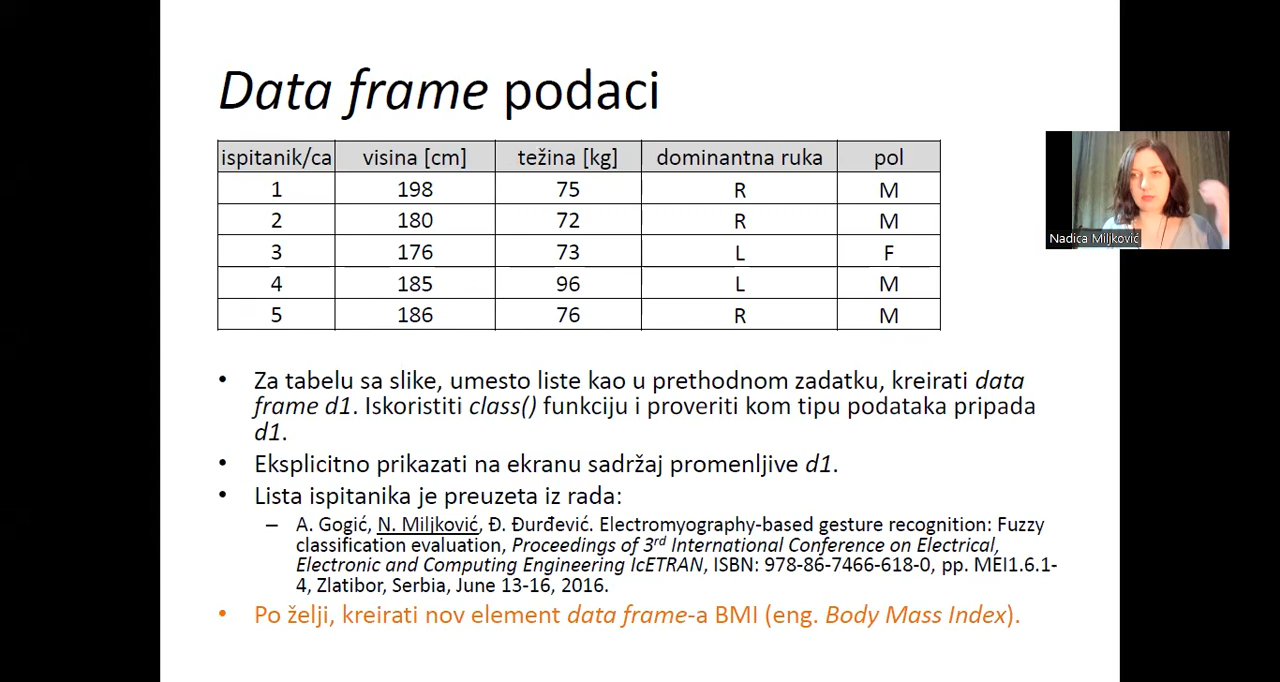 Data frame podaci
ispitanik/ca visina [cm] težina [kg] dominantna ruka pol
1 198 75 R M
2 180 72 R M
3 176 73 L F
4 185 96 L M
5 186 76 R M
Nadica Miljković
• Za tabelu sa slike, umesto liste kao u prethodnom zadatku, kreirati data
frame d1. Iskoristiti class() funkciju i proveriti kom tipu podataka pripada
d1.
• Eksplicitno prikazati na ekranu sadržaj promenljive d1.
• Lista ispitanika je preuzeta iz rada:
– A. Gogić, N. Miljković, Đ. Đurđević. Electromyography-based gesture recognition: Fuzzy
classification evaluation, Proceedings of 3rd International Conference on Electrical,
Electronic and Computing Engineering IcETRAN, ISBN: 978-86-7466-618-0, pp. MEI1.6.1-
4, Zlatibor, Serbia, June 13-16, 2016.
• Po želji, kreirati nov element data frame-a BMI (eng. Body Mass Index).